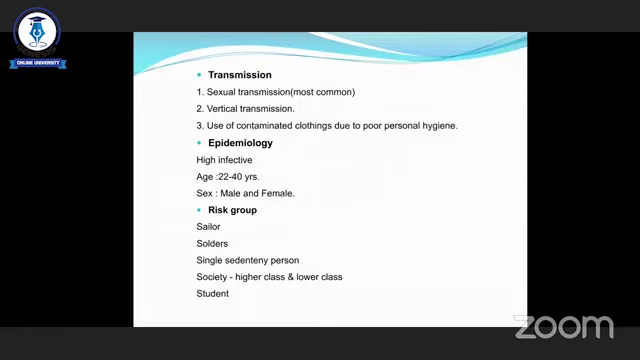 ONLINE UNIVERSITY
Transmission
1. Sexual transmission(most common)
2. Vertical transmission.
3. Use of contaminated clothings due to poor personal hygiene.
Epidemiology
High infective
Age :22-40 yrs.
Sex : Male and Female.
Risk group
Sailor
Solders
Single sedenteny person
Society - higher class & lower class
Student
zoom